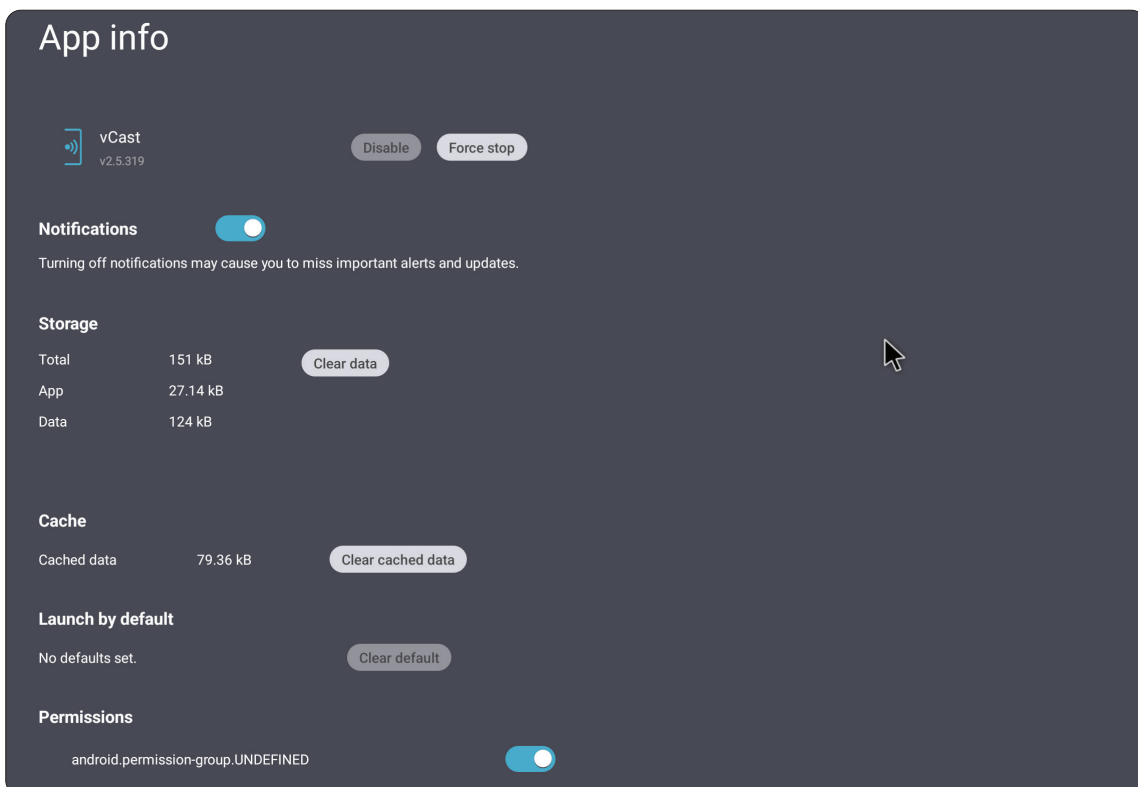 App info
vCast
v2.5.319
Disable
Force stop
Notifications
Turning off notifications may cause you to miss important alerts and updates.
Storage
Total 151 kB Clear data
App 27.14 kB
Data 124 kB
Cache
Cached data 79.36 kB Clear cached data
Launch by default
No defaults set. Clear default
Permissions
android.permission-group.UNDEFINED